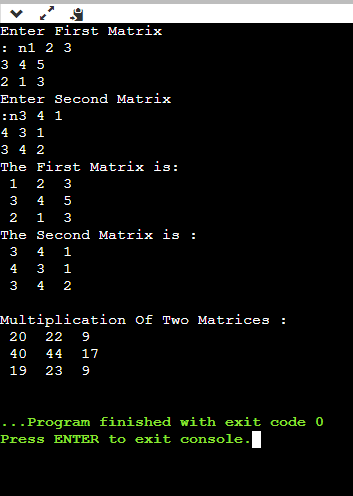 Enter First Matrix
: n1 2 3
3 4 5
2 1 3
Enter Second Matrix
:n3 4 1
4 3 1
3 4 2
The First Matrix is:
1 2 3
3 4 5
2 1 3
The Second Matrix is :
3 4 1
4 3 1
3 4 2
Multiplication Of Two Matrices :
20 22 9
40 44 17
19 23 9
...Program finished with exit code 0
Press ENTER to exit console.